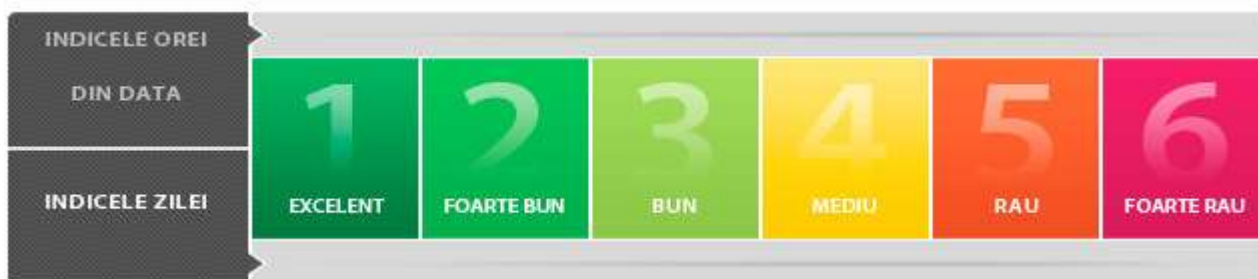 INDICELE OREI
DIN DATA
INDICELE ZILEI
1
EXCELENT
2
FOARTE BUN
3
BUN
4
MEDIU
5
RAU
6
FOARTE RAU